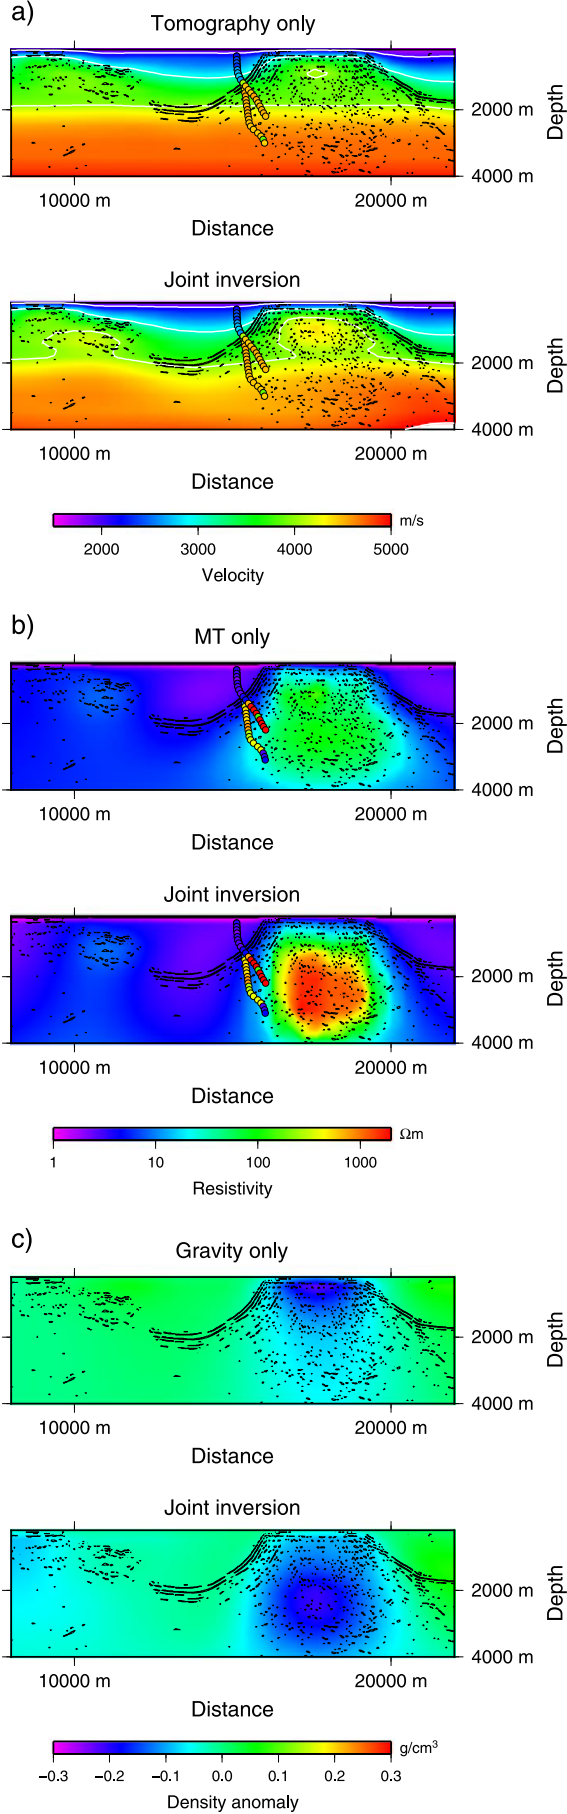 a)
Tomography only
2000 m
4000 m
Depth
10000 m 20000 m
Distance
Joint inversion
2000 m
4000 m
Depth
10000 m 20000 m
Distance
m/s
2000 3000 4000 5000
Velocity
b)
MT only
2000 m
4000 m
Depth
10000 m 20000 m
Distance
Joint inversion
2000 m
4000 m
Depth
10000 m 20000 m
Distance
Ωm
1 10 100 1000
Resistivity
c)
Gravity only
2000 m
4000 m
Depth
10000 m 20000 m
Distance
Joint inversion
2000 m
4000 m
Depth
10000 m 20000 m
Distance
g/cm³
−0.3 −0.2 −0.1 0.0 0.1 0.2 0.3
Density anomaly